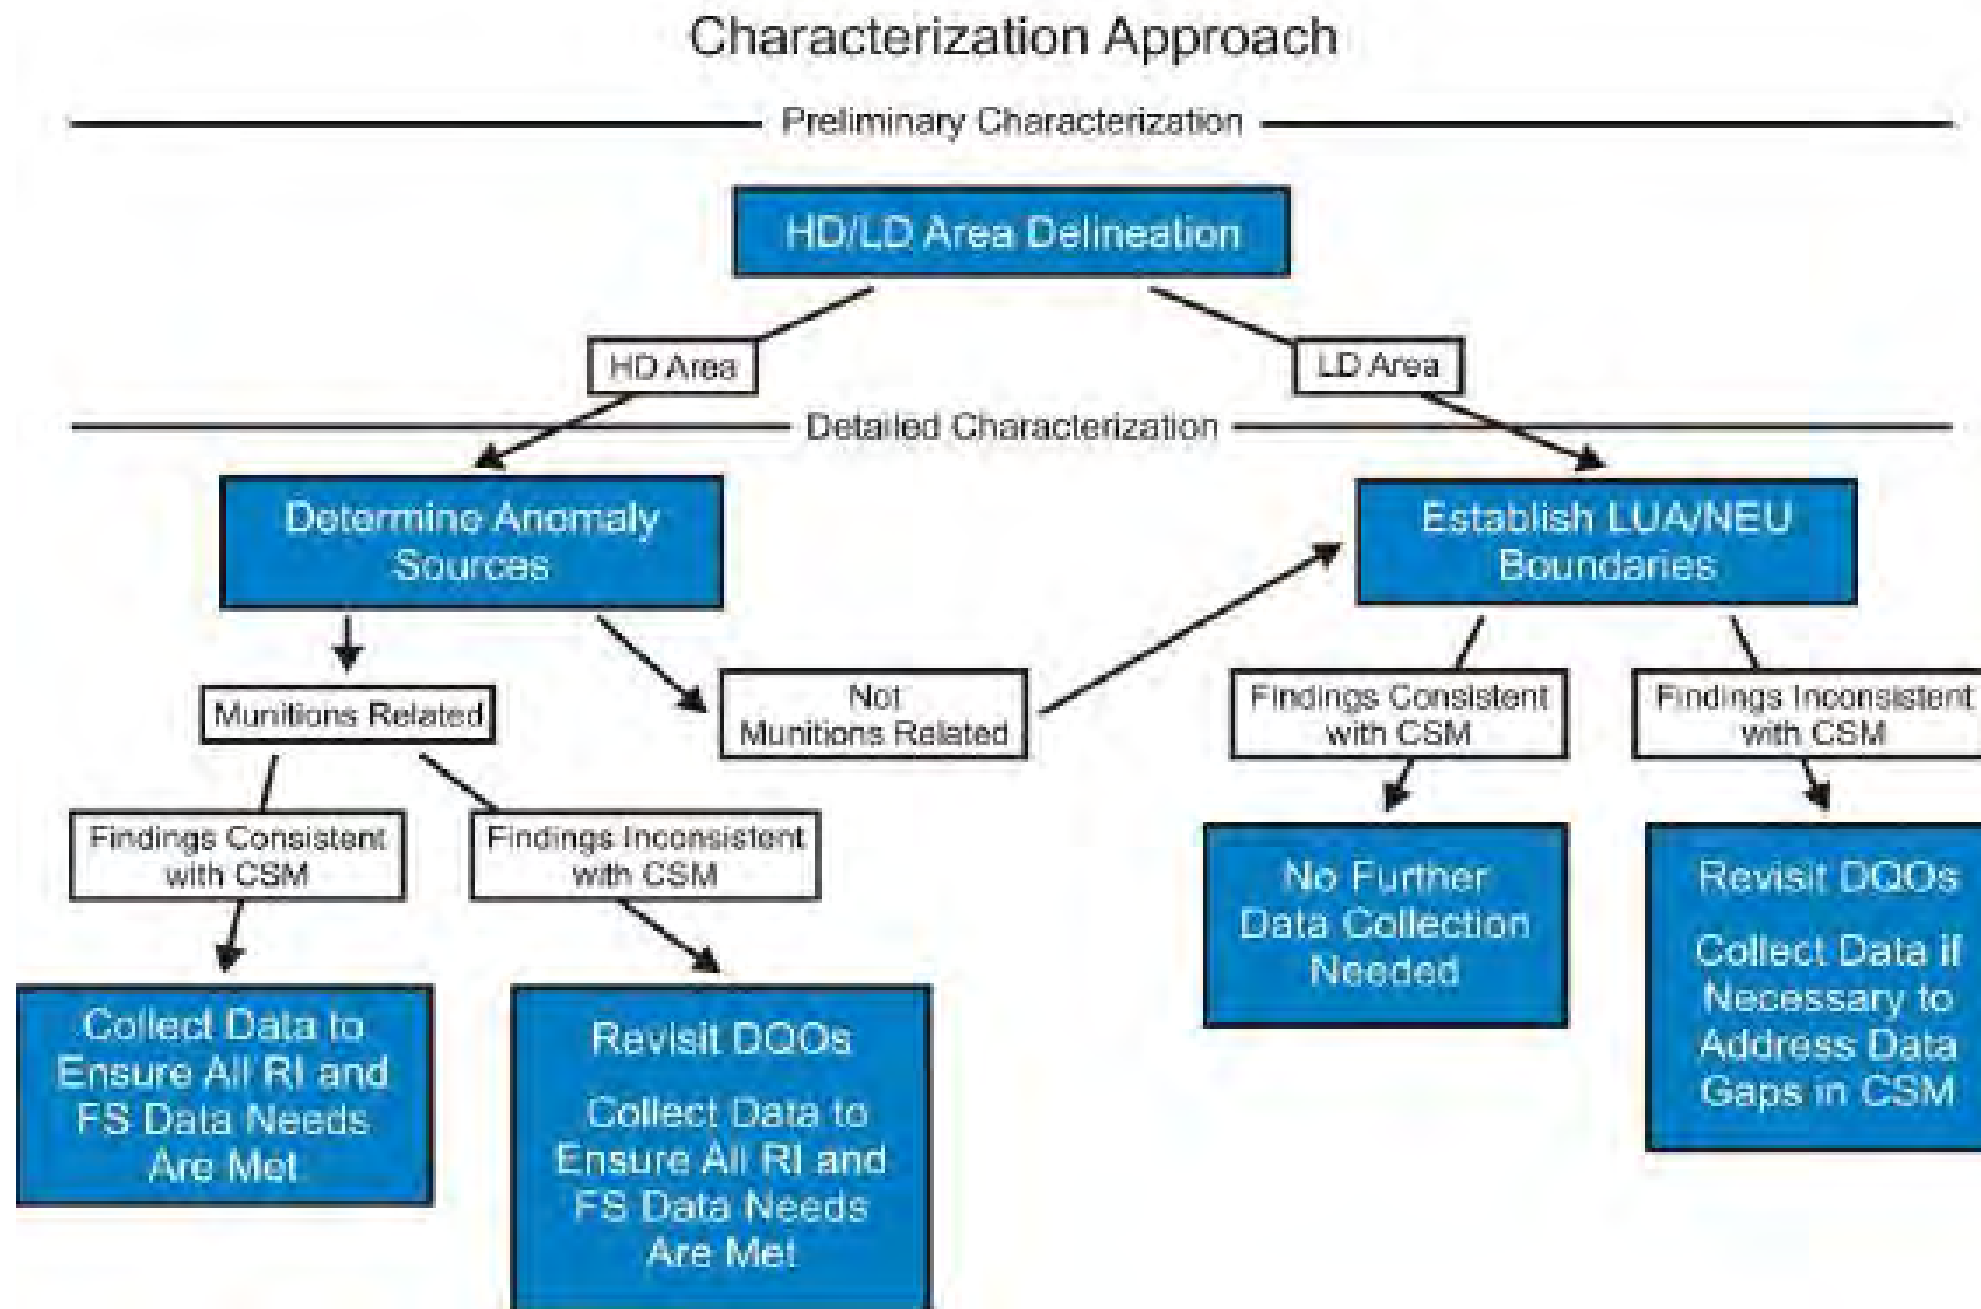 Characterization Approach
Preliminary Characterization
HD/LD Area Delineation
HD Area
LD Area
Detailed Characterization
Determine Anomaly
Sources
Establish LUA/NEU
Boundaries
Munitions Related
Not
Munitions Related
Findings Consistent
with CSM
Findings Inconsistent
with CSM
Findings Consistent
with CSM
Findings Inconsistent
with CSM
Collect Data to
Ensure All RI and
FS Data Needs
Are Met
Revisit DQOs
Collect Data to
Ensure All RI and
FS Data Needs
Are Met
No Further
Data Collection
Needed
Revisit DQOs
Collect Data if
Necessary to
Address Data
Gaps in CSM